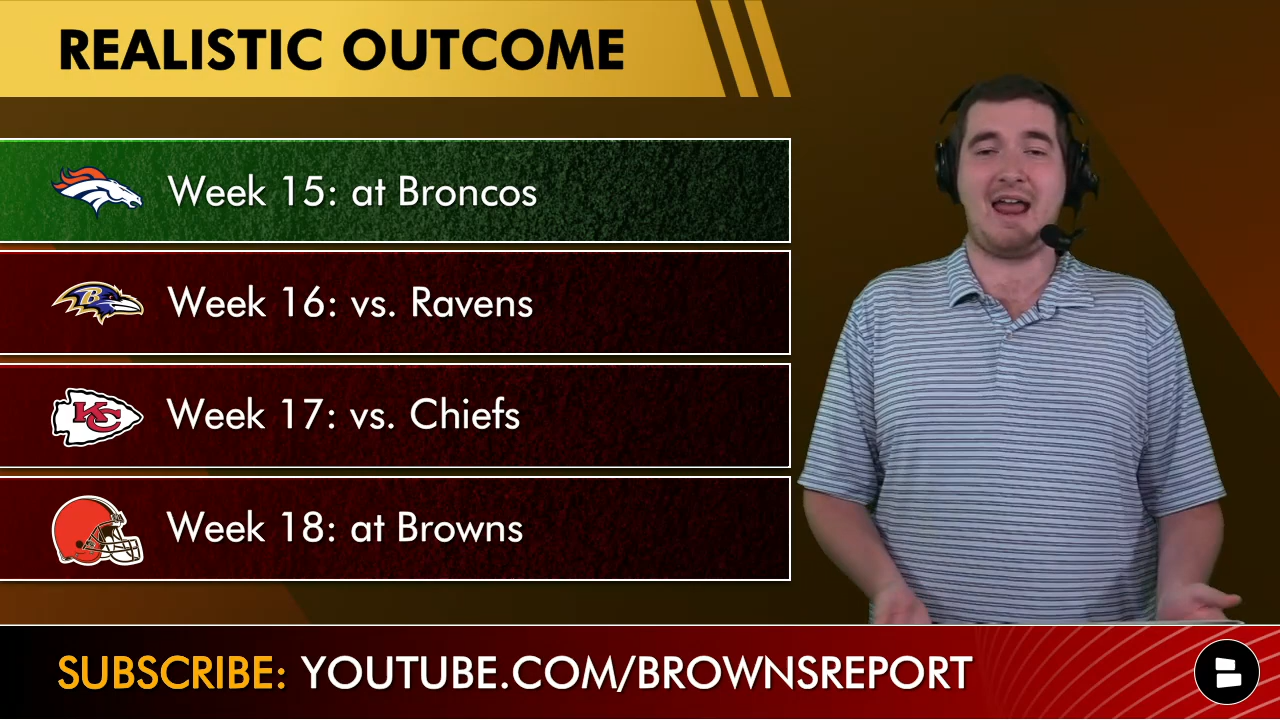 REALISTIC OUTCOME
Week 15: at Broncos
Week 16: vs. Ravens
Week 17: vs. Chiefs
Week 18: at Browns
SUBSCRIBE: YOUTUBE.COM/BROWNSREPORT